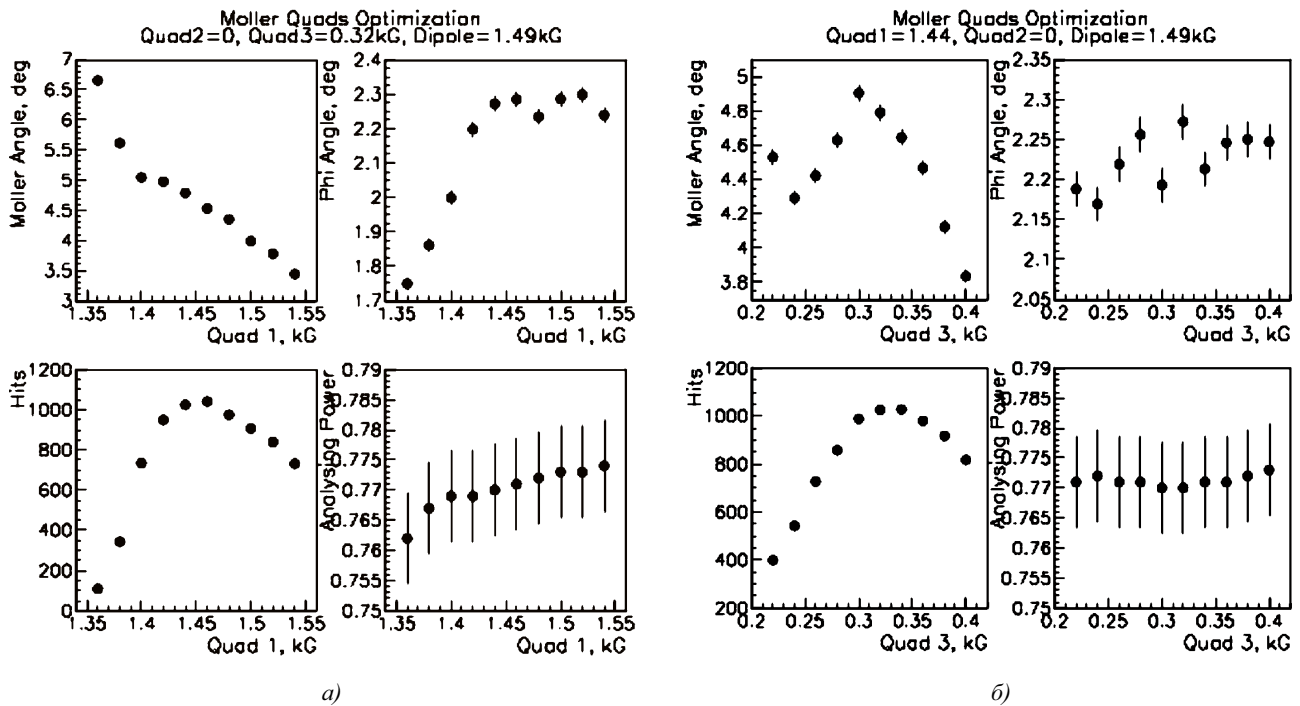 Moller Quads Optimization
Quad2=0, Quad3=0.32kG, Dipole=1.49kG
Moller Angle, deg
7
6.5
6
5.5
5
4.5
4
3.5
3
1.35 1.4 1.45 1.5 1.55
Quad 1, kG
Phi Angle, deg
2.4
2.3
2.2
2.1
2
1.9
1.8
1.7
1.35 1.4 1.45 1.5 1.55
Quad 1, kG
Hits
1200
1000
800
600
400
200
0
1.35 1.4 1.45 1.5 1.55
Quad 1, kG
Analysing Power
0.79
0.785
0.78
0.775
0.77
0.765
0.76
0.755
0.75
1.35 1.4 1.45 1.5 1.55
Quad 1, kG
а)
Moller Quads Optimization
Quad1=1.44, Quad2=0, Dipole=1.49kG
Moller Angle, deg
5
4.8
4.6
4.4
4.2
4
3.8
0.2 0.25 0.3 0.35 0.4
Quad 3, kG
Phi Angle, deg
2.35
2.3
2.25
2.2
2.15
2.1
2.05
0.2 0.25 0.3 0.35 0.4
Quad 3, kG
Hits
1200
1000
800
600
400
200
0.2 0.25 0.3 0.35 0.4
Quad 3, kG
Analysing Power
0.79
0.785
0.78
0.775
0.77
0.765
0.76
0.755
0.75
0.2 0.25 0.3 0.35 0.4
Quad 3, kG
б)